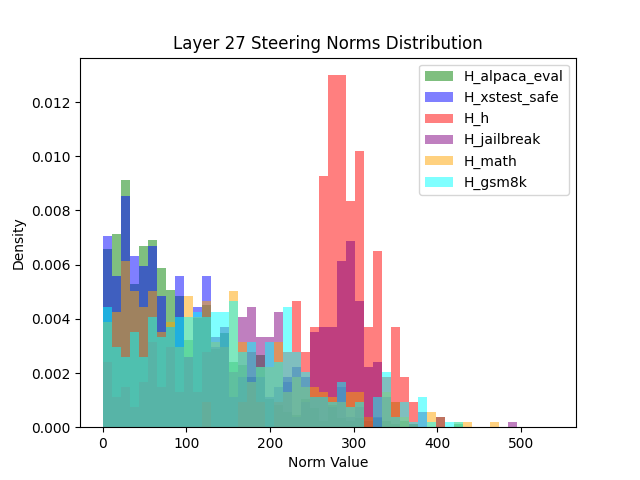 Layer 27 Steering Norms Distribution
H_alpaca_eval
H_xstest_safe
H_h
H_jailbreak
H_math
H_gsm8k
Density
0.012
0.010
0.008
0.006
0.004
0.002
0.000
0
100
200
300
400
500
Norm Value